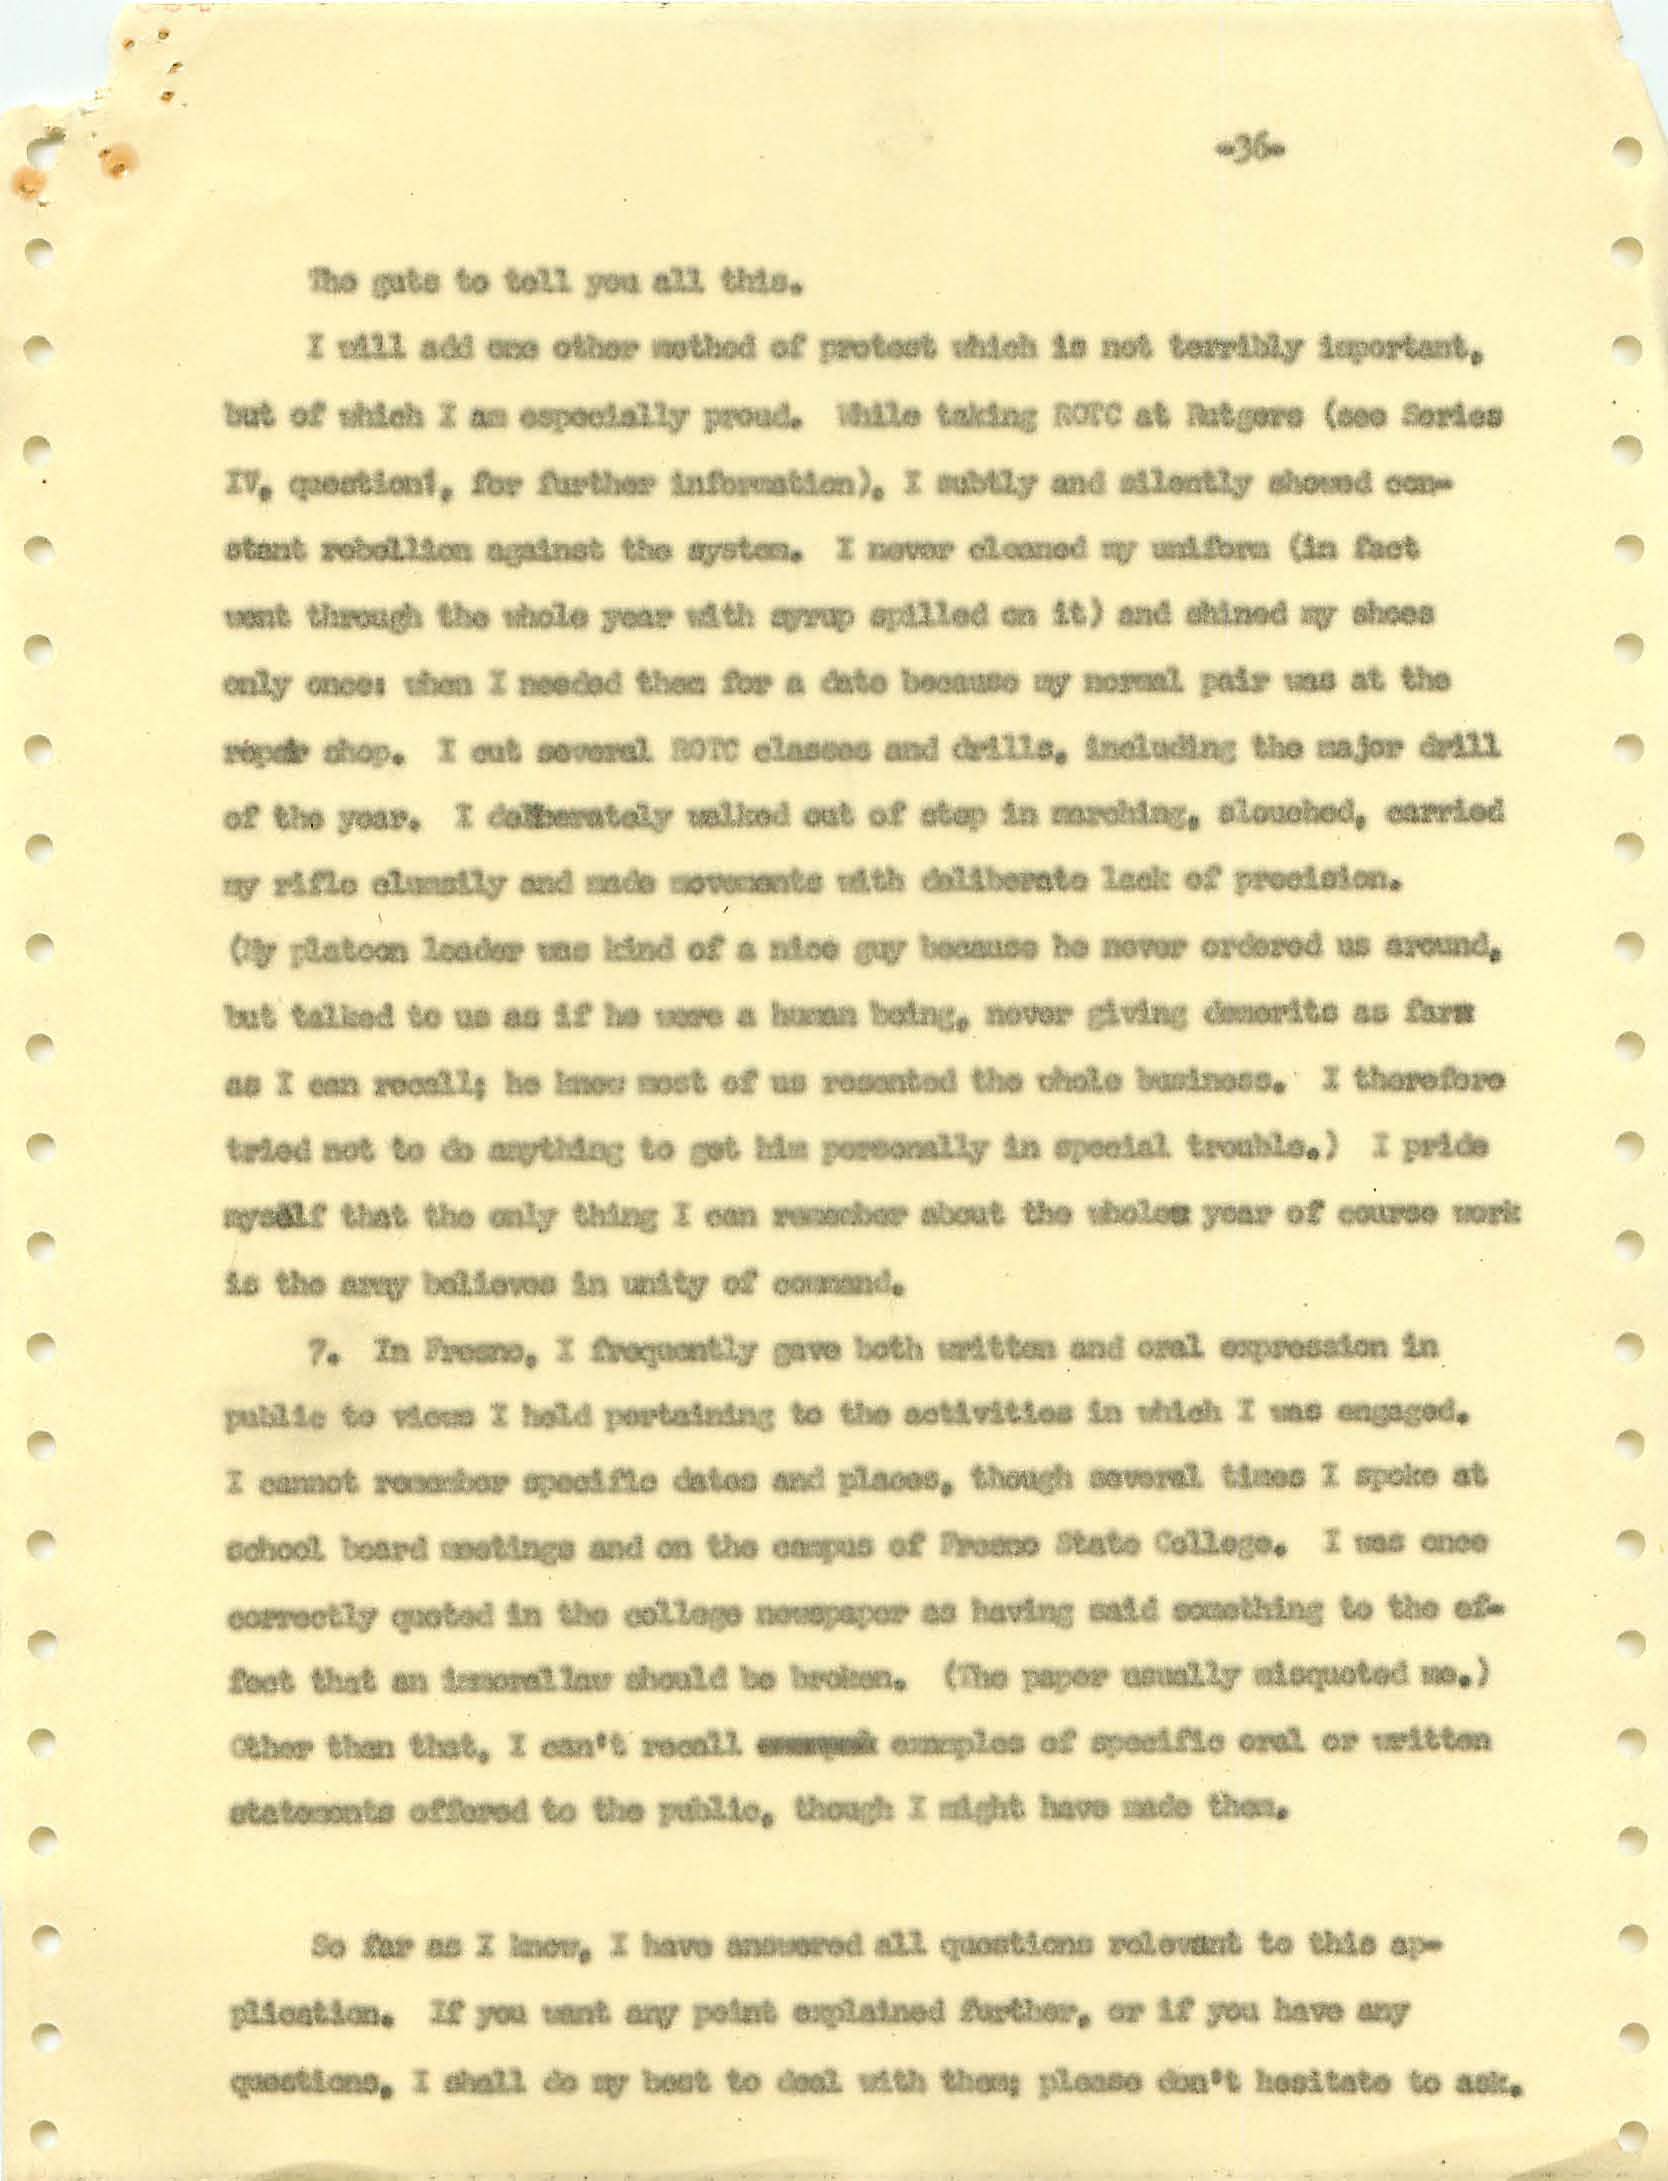 -36-
The guts to tell you all this.
I will add one other method of protest which is not terribly important,
but of which I am especially proud. While taking ROTC at Rutgers (see Series
IV, question1, for further information), I subtly and silently showed con-
stant rebellion against the system. I never cleaned my uniform (in fact
went through the whole year with syrup spilled on it) and shined my shoes
only once: when I needed them for a date because my normal pair was at the
repair shop. I cut several ROTC classes and drills, including the major drill
of the year. I deliberately walked out of step in marching, slouched, carried
my rifle clumsily and made movements with deliberate lack of precision.
(My platoon leader was kind of a nice guy because he never ordered us around,
but talked to us as if he were a human being, never giving demerits as far
as I can recall; he knew most of us resented the whole business. I therefore
tried not to do anything to get him personally in special trouble.) I pride
myself that the only thing I can remember about the whole year of course work
is the army believes in unity of command.
7. In Fresno, I frequently gave both written and oral expression in
public to views I hold pertaining to the activities in which I was engaged.
I cannot remember specific dates and places, though several times I spoke at
school board meetings and on the campus of Fresno State College. I was once
correctly quoted in the college newspaper as having said something to the ef-
fect that an immoral law should be broken. (The paper usually misquoted me.)
Other than that, I can't recall examples of specific oral or written
statements offered to the public, though I might have made them.
So far as I know, I have answered all questions relevant to this ap-
plication. If you want any point explained further, or if you have any
questions, I shall do my best to deal with them; please don't hesitate to ask.